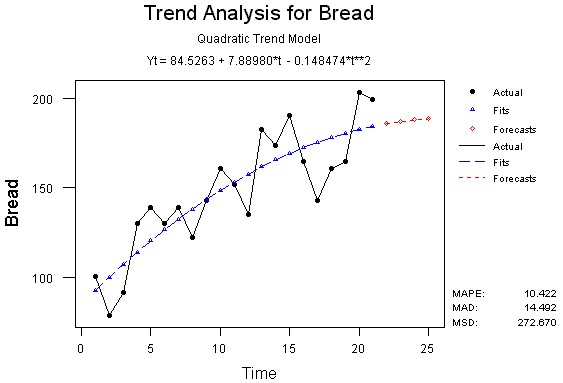 Trend Analysis for Bread
Quadratic Trend Model
Yt = 84.5263 + 7.88980*t - 0.148474*t**2
200
150
100
Bread
0 5 10 15 20 25
Time
Actual
Fits
Forecasts
Actual
Fits
Forecasts
MAPE: 10.422
MAD: 14.492
MSD: 272.670